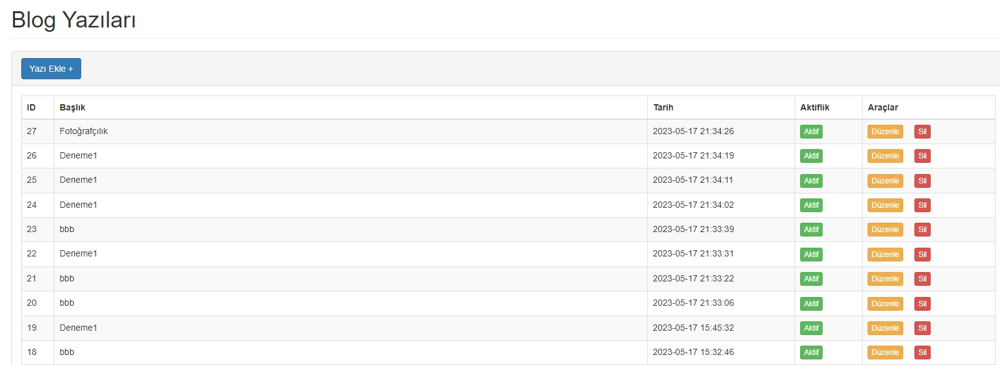 Blog Yazıları
Yazı Ekle +
ID Başlık Tarih Aktiflik Araçlar
27 Fotoğrafçılık 2023-05-17 21:34:26 Aktif Düzenle Sil
26 Deneme1 2023-05-17 21:34:19 Aktif Düzenle Sil
25 Deneme1 2023-05-17 21:34:11 Aktif Düzenle Sil
24 Deneme1 2023-05-17 21:34:02 Aktif Düzenle Sil
23 bbb 2023-05-17 21:33:39 Aktif Düzenle Sil
22 Deneme1 2023-05-17 21:33:31 Aktif Düzenle Sil
21 bbb 2023-05-17 21:33:22 Aktif Düzenle Sil
20 bbb 2023-05-17 21:33:06 Aktif Düzenle Sil
19 Deneme1 2023-05-17 15:45:32 Aktif Düzenle Sil
18 bbb 2023-05-17 15:32:46 Aktif Düzenle Sil